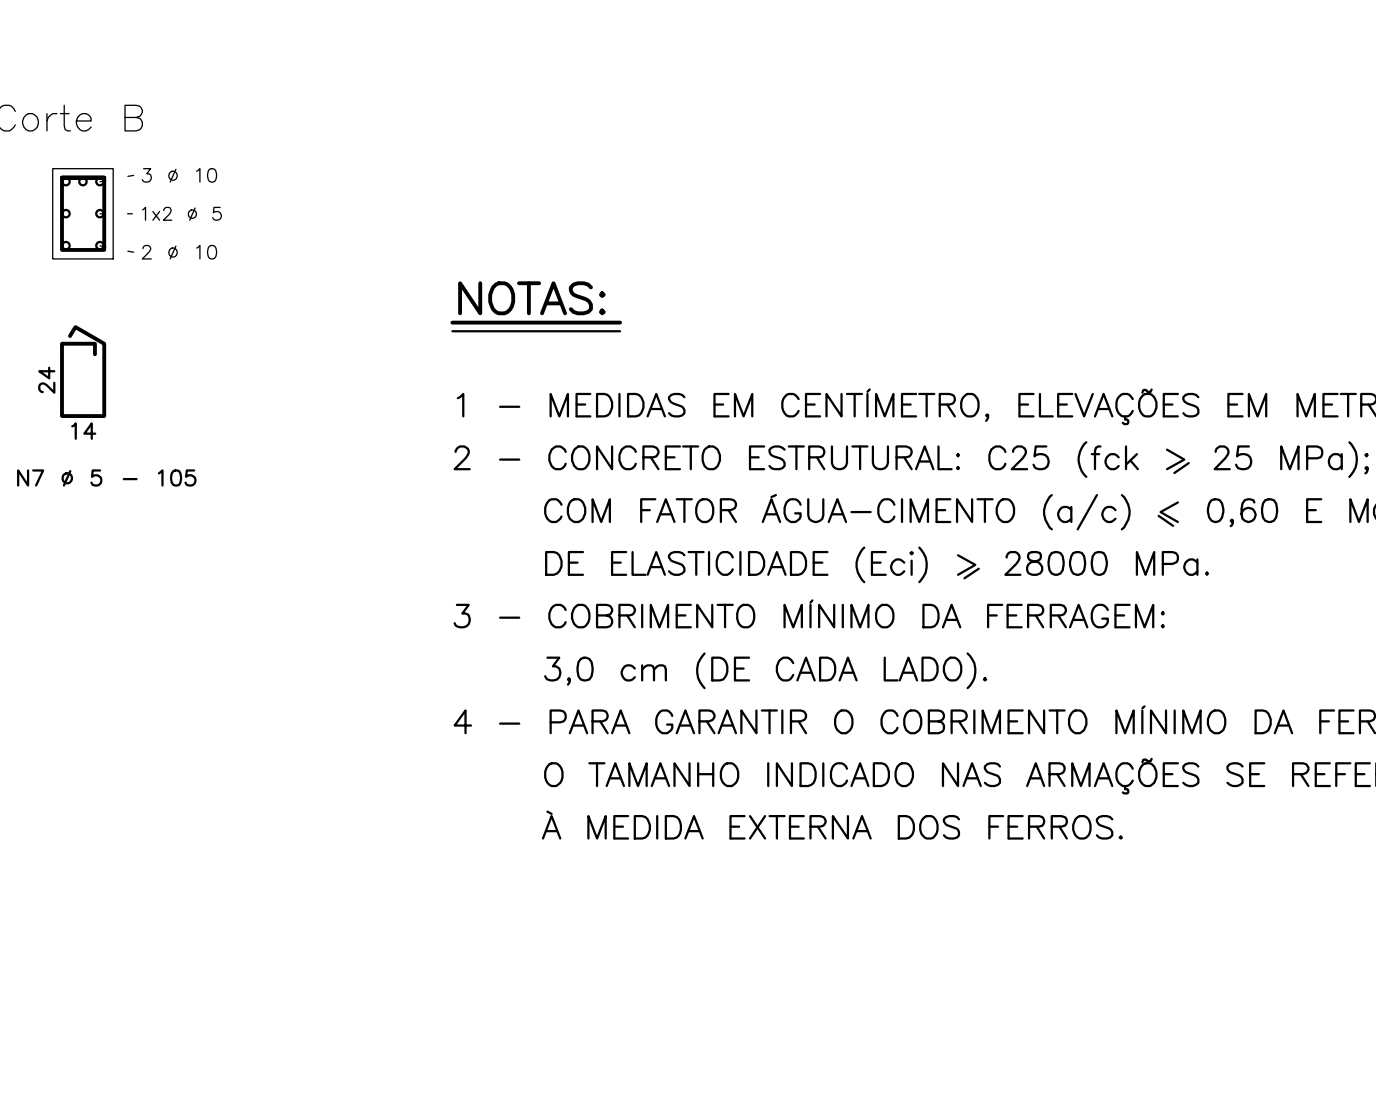 Corte B
-3 ø 10
-1x2 ø 5
-2 ø 10
24
14
N7 ø 5 – 105
NOTAS:
1 – MEDIDAS EM CENTÍMETRO, ELEVAÇÕES EM METR
2 – CONCRETO ESTRUTURAL: C25 (fck ⩾ 25 MPa);
COM FATOR ÁGUA–CIMENTO (a/c) ⩽ 0,60 E
DE ELASTICIDADE (Eci) ⩾ 28000 MPa.
3 – COBRIMENTO MÍNIMO DA FERRAGEM:
3,0 cm (DE CADA LADO).
4 – PARA GARANTIR O COBRIMENTO MÍNIMO DA FER
O TAMANHO INDICADO NAS ARMAÇÕES SE REFE
À MEDIDA EXTERNA DOS FERROS.